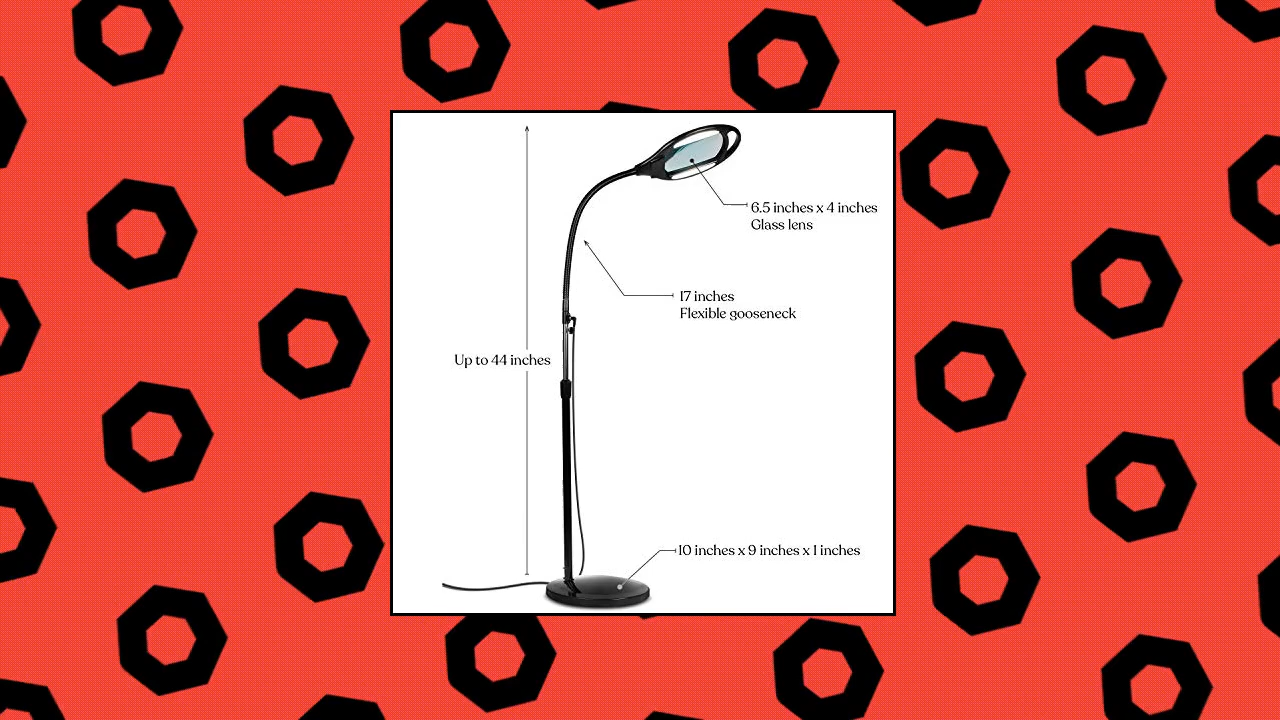 6.5 inches x 4 inches
Glass lens
17 inches
Flexible gooseneck
Up to 44 inches
10 inches x 9 inches x 1 inches